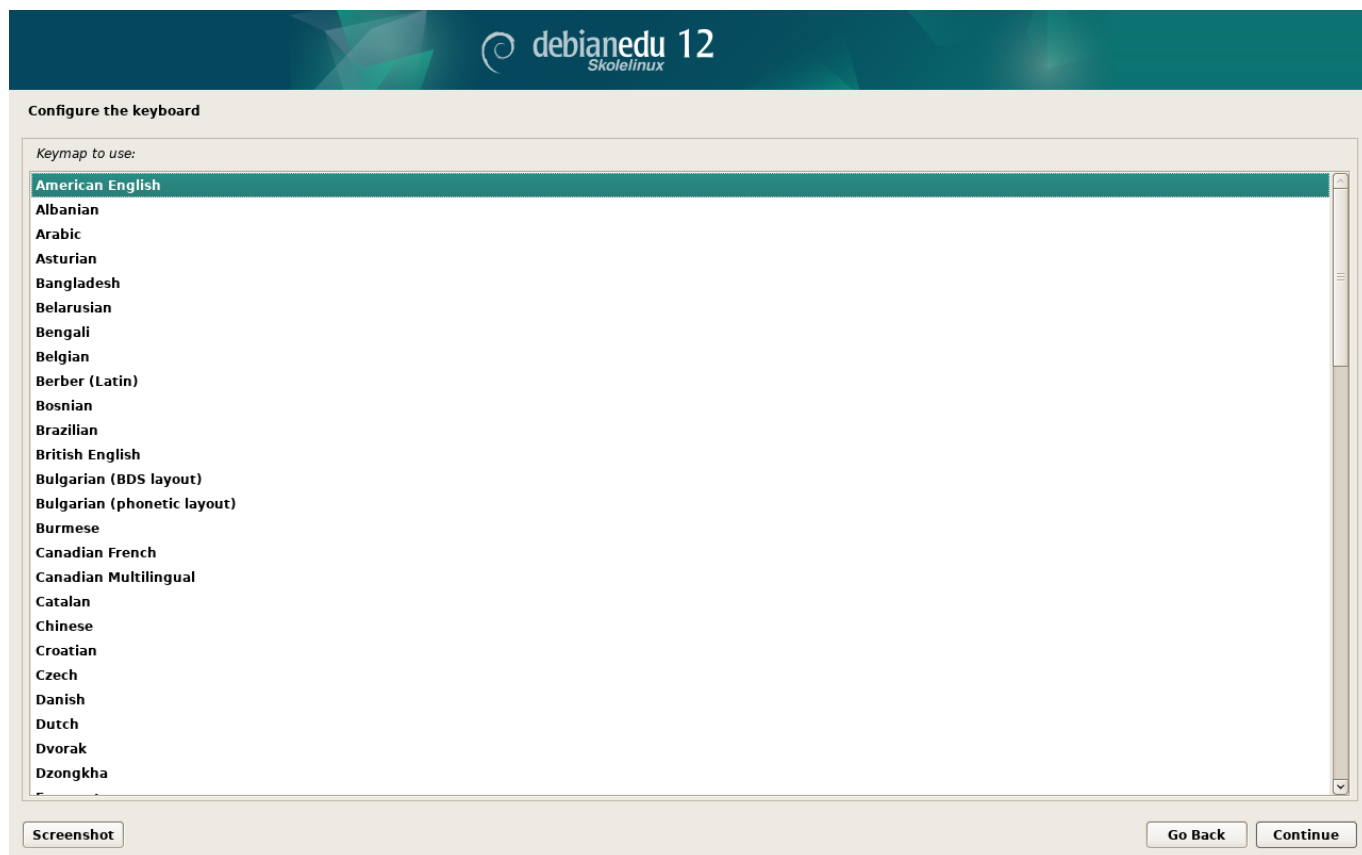 debianedu 12
Skolelinux
Configure the keyboard
Keymap to use:
American English
Albanian
Arabic
Asturian
Bangladesh
Belarusian
Bengali
Belgian
Berber (Latin)
Bosnian
Brazilian
British English
Bulgarian (BDS layout)
Bulgarian (phonetic layout)
Burmese
Canadian French
Canadian Multilingual
Catalan
Chinese
Croatian
Czech
Danish
Dutch
Dvorak
Dzongkha
Screenshot
Go Back
Continue